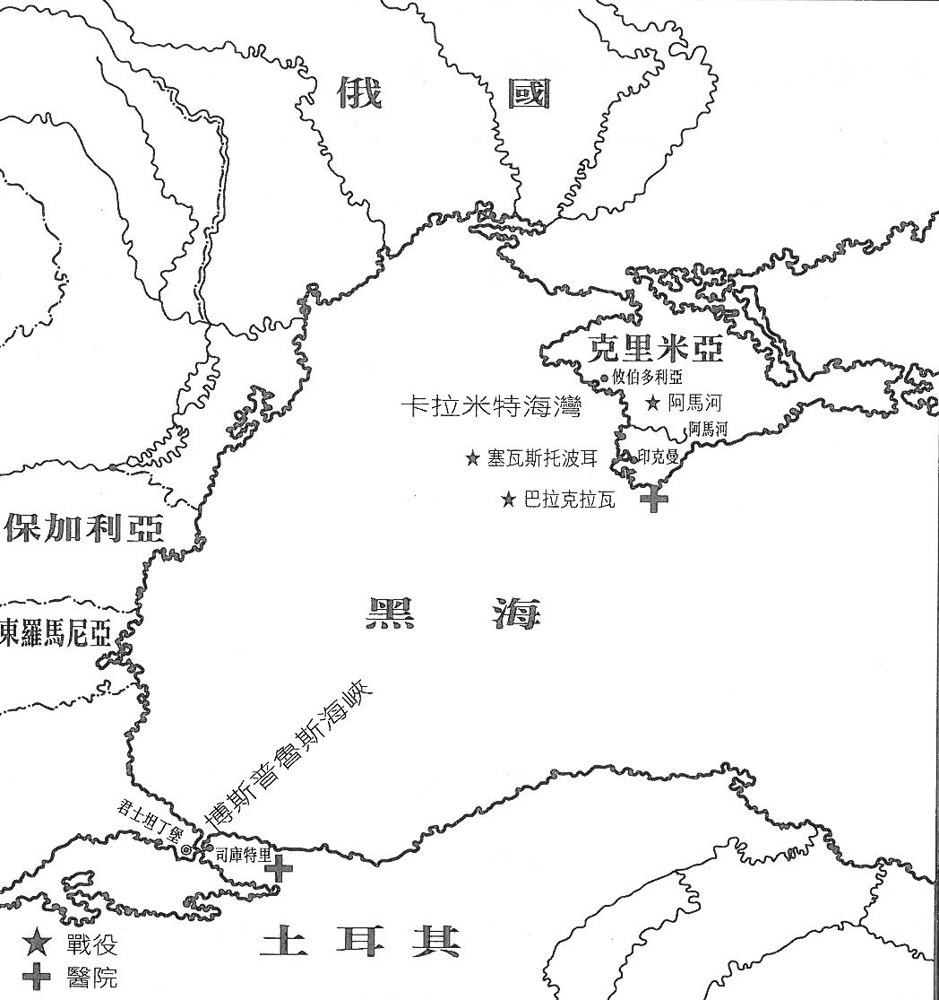 俄國
克里米亞
攸伯多利亞
卡拉米特海灣
阿馬河
阿馬河
塞瓦斯托波耳
印克曼
巴拉克拉瓦
保加利亞
黑海
東羅馬尼亞
博斯普魯斯海峽
君士坦丁堡
司庫特里
土耳其
戰役
醫院